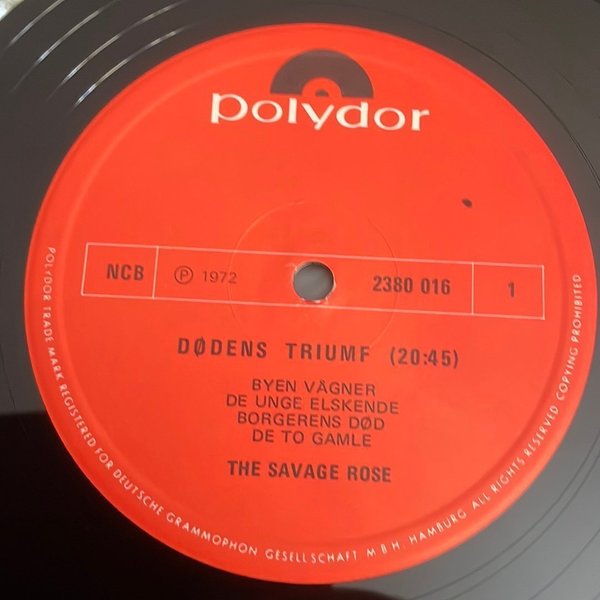 polydor
NCB
Ⓟ 1972
2380 016
1
DØDENS TRIUMF (20:45)
BYEN VÅGNER
DE UNGE ELSKENDE
BORGERENS DØD
DE TO GAMLE
THE SAVAGE ROSE
POLYDOR TRADE MARK REGISTERED FOR DEUTSCHE GRAMMOPHON GESELLSCHAFT M B H. HAMBURG ALL RIGHTS RESERVED COPYING PROHIBITED